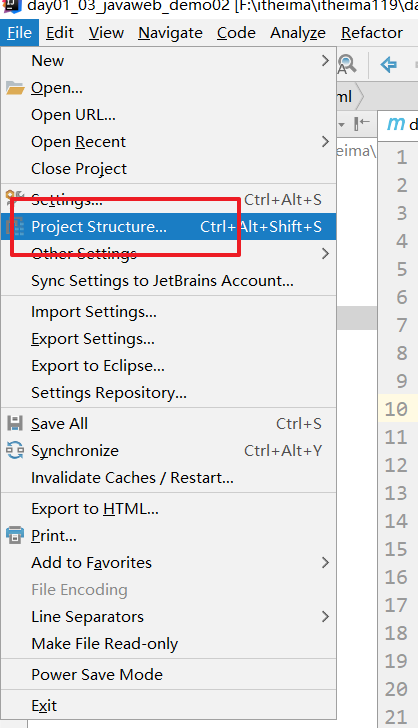 day01_03_javaweb_demo02 [F:\itheima\itheima119\da
File Edit View Navigate Code Analyze Refactor
New
Open...
Open URL...
Open Recent
Close Project
Settings... Ctrl+Alt+S
Project Structure... Ctrl+Alt+Shift+S
Other Settings
Sync Settings to JetBrains Account...
Import Settings...
Export Settings...
Export to Eclipse...
Settings Repository...
Save All Ctrl+S
Synchronize Ctrl+Alt+Y
Invalidate Caches / Restart...
Export to HTML...
Print...
Add to Favorites
File Encoding
Line Separators
Make File Read-only
Power Save Mode
Exit
ml
m d
eima\
1
2
3
4
5
6
7
8
9
10
11
12
13
14
15
16
17
18
19
20
21